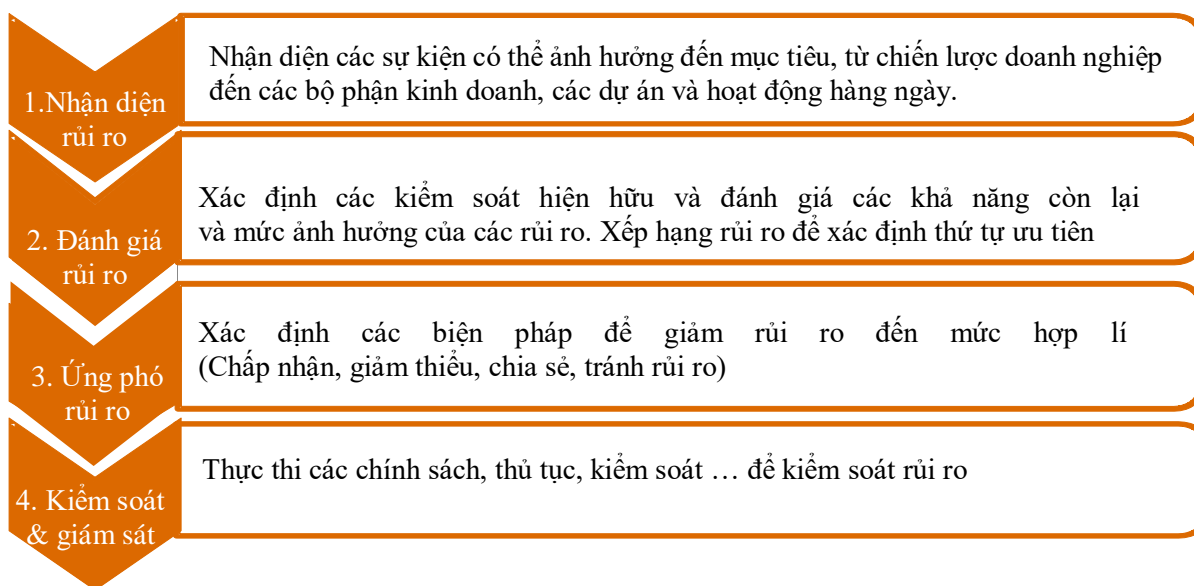 1.Nhận diện
rủi ro
Nhận diện các sự kiện có thể ảnh hưởng đến mục tiêu, từ chiến lược doanh nghiệp
đến các bộ phận kinh doanh, các dự án và hoạt động hàng ngày.
2. Đánh giá
rủi ro
Xác định các kiểm soát hiện hữu và đánh giá các khả năng còn lại
và mức ảnh hưởng của các rủi ro. Xếp hạng rủi ro để xác định thứ tự ưu tiên
3. Ứng phó
rủi ro
Xác định các biện pháp để giảm rủi ro đến mức hợp lí
(Chấp nhận, giảm thiểu, chia sẻ, tránh rủi ro)
4. Kiểm soát
& giám sát
Thực thi các chính sách, thủ tục, kiểm soát … để kiểm soát rủi ro